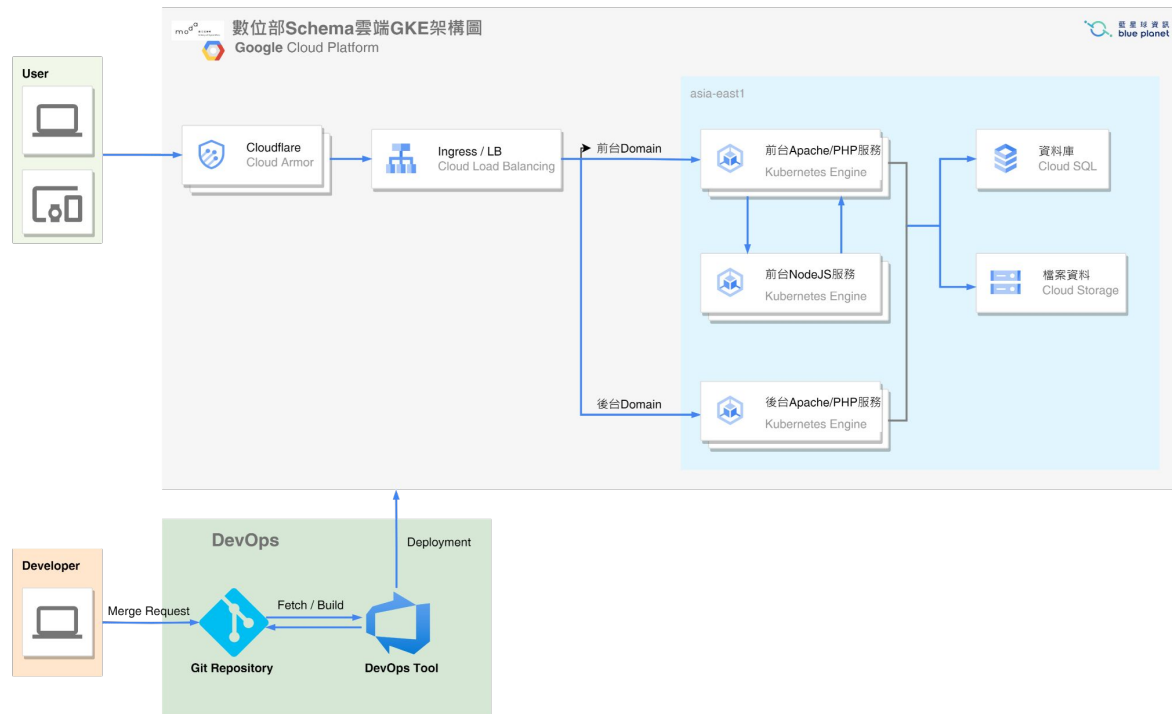 moda
數位部Schema雲端GKE架構圖
Google Cloud Platform
藍星球資訊
blue planet
User
asia-east1
Cloudflare
Cloud Armor
Ingress / LB
Cloud Load Balancing
前台Domain
前台Apache/PHP服務
Kubernetes Engine
資料庫
Cloud SQL
前台NodeJS服務
Kubernetes Engine
檔案資料
Cloud Storage
後台Domain
後台Apache/PHP服務
Kubernetes Engine
DevOps
Deployment
Developer
Merge Request
Fetch / Build
Git Repository
DevOps Tool